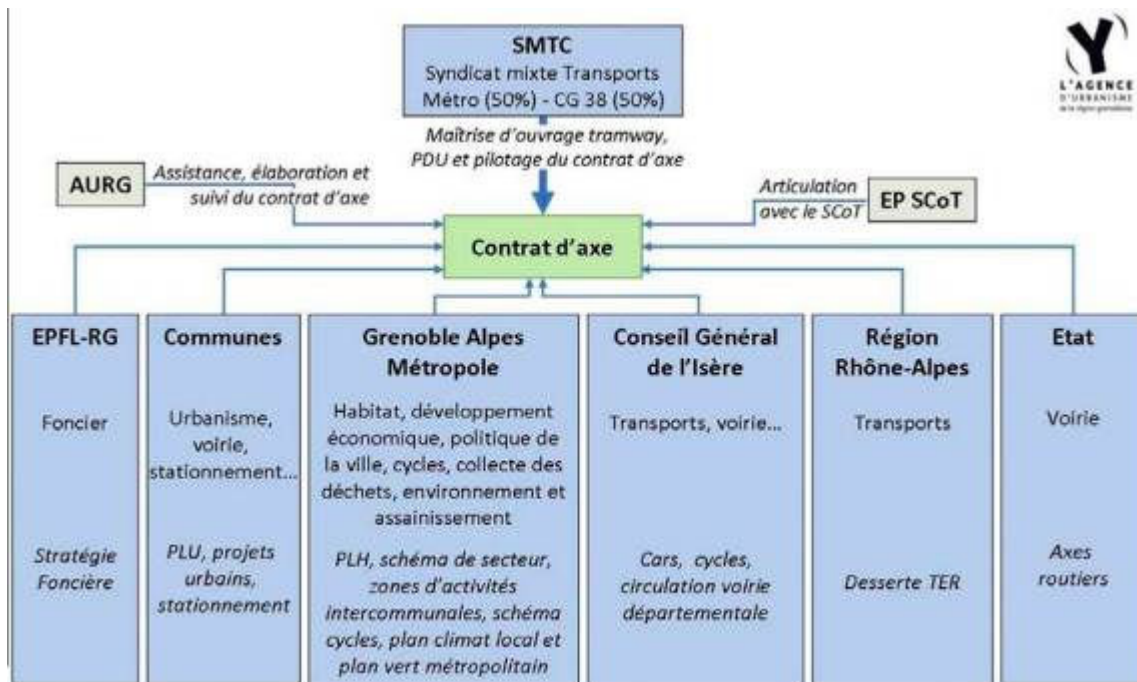 SMTC
Syndicat mixte Transports
Métro (50%) - CG 38 (50%)
L'AGENCE
D'URBANISME
de la région grenobloise
Maîtrise d'ouvrage tramway,
PDU et pilotage du contrat d'axe
AURG
Assistance, élaboration et
suivi du contrat d'axe
Articulation
avec le SCoT
EP SCoT
Contrat d'axe
EPFL-RG
Foncier
Stratégie
Foncière
Communes
Urbanisme,
voirie,
stationnement...
PLU, projets
urbains,
stationnement
Grenoble Alpes
Métropole
Habitat, développement
économique, politique de
la ville, cycles, collecte des
déchets, environnement et
assainissement
PLH, schéma de secteur,
zones d'activités
intercommunales, schéma
cycles, plan climat local et
plan vert métropolitain
Conseil Général
de l'Isère
Transports, voirie...
Cars, cycles,
circulation voirie
départementale
Région
Rhône-Alpes
Transports
Desserte TER
Etat
Voirie
Axes
routiers